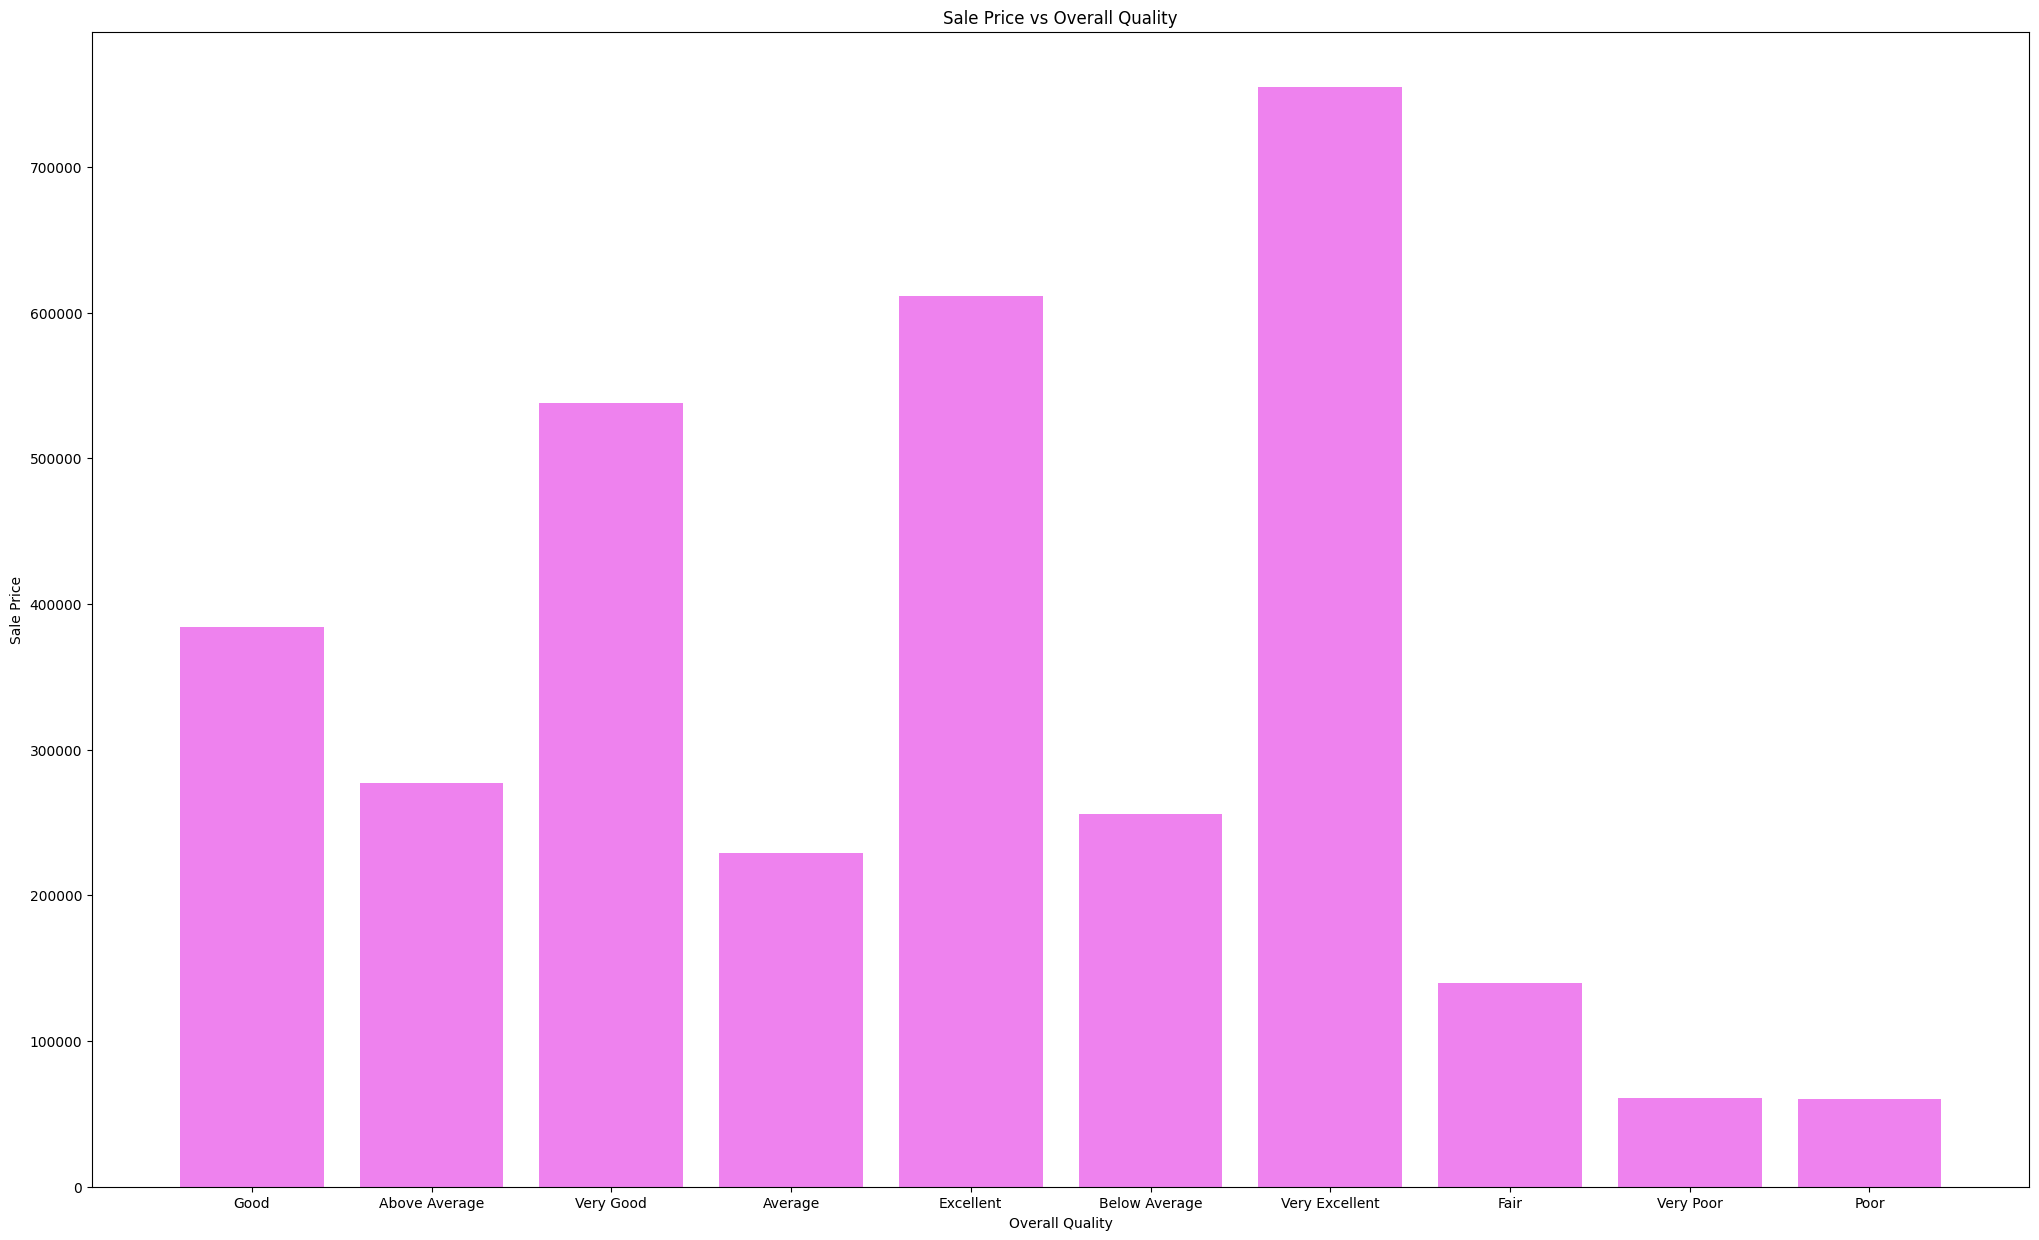 Sale Price vs Overall Quality
Sale Price
700000
600000
500000
400000
300000
200000
100000
0
Good Above Average Very Good Average Excellent Below Average Very Excellent Fair Very Poor Poor
Overall Quality